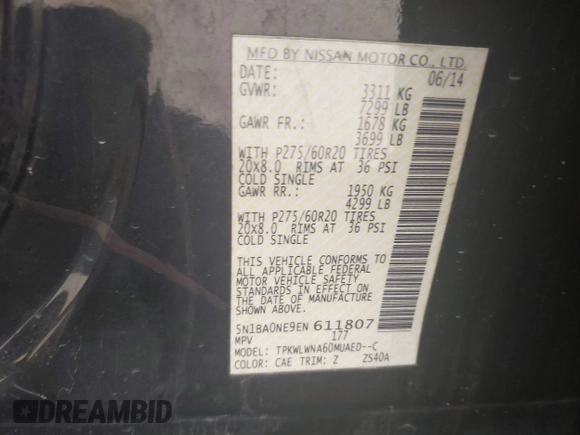 MFD BY NISSAN MOTOR CO., LTD.
DATE: 06/14
GVWR: 3311 KG
7299 LB
GAWR FR.: 1678 KG
3699 LB
WITH P275/60R20 TIRES
20x8.0 RIMS AT 36 PSI
COLD SINGLE
GAWR RR.: 1950 KG
4299 LB
WITH P275/60R20 TIRES
20x8.0 RIMS AT 36 PSI
COLD SINGLE
THIS VEHICLE CONFORMS TO
ALL APPLICABLE FEDERAL
MOTOR VEHICLE SAFETY
STANDARDS IN EFFECT ON
THE DATE OF MANUFACTURE
SHOWN ABOVE.
5N1BA0NE9EN 611807
MPV 177
MODEL: TPKWLWNA60MUAED--C
COLOR: CAE TRIM: Z ZS40A
DREAMBID